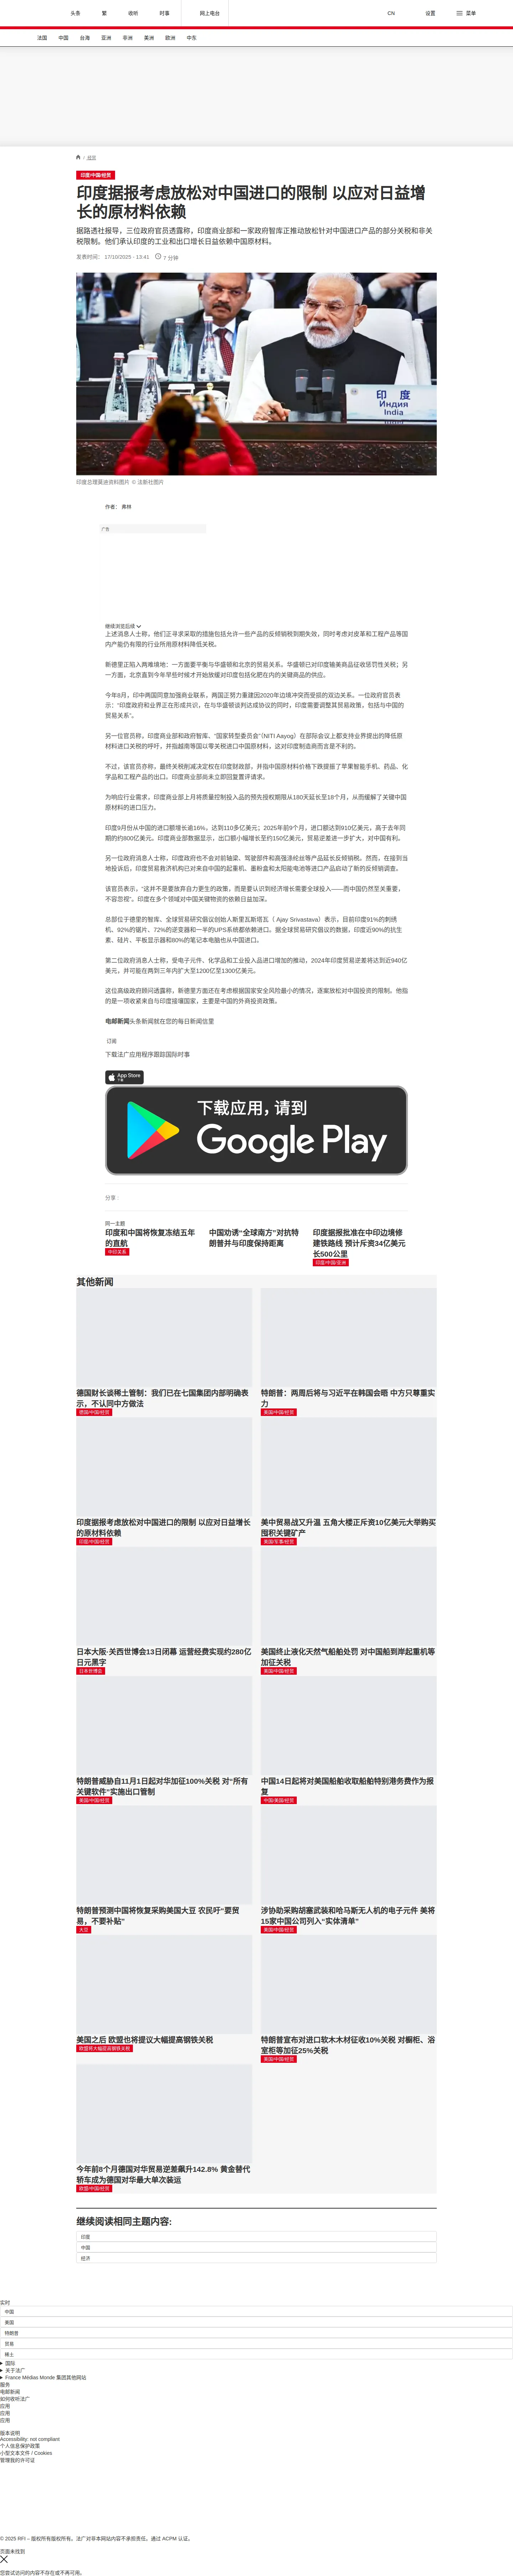 头条
繁
收听
时事
网上电台
CN
设置
菜单
法国
中国
台海
亚洲
非洲
美洲
欧洲
中东
/ 经贸
印度/中国/经贸
印度据报考虑放松对中国进口的限制 以应对日益增
长的原材料依赖
据路透社报导，三位政府官员透露称，印度商业部和一家政府智库正推动放松针对中国进口产品的部分关税和非关
税限制。他们承认印度的工业和出口增长日益依赖中国原材料。
发表时间： 17/10/2025 - 13:41
7 分钟
印 度
Индия
India
印度总理莫迪资料图片 © 法新社图片
作者： 弗林
广告
继续浏览后续
上述消息人士称，他们正寻求采取的措施包括允许一些产品的反倾销税到期失效，同时考虑对皮革和工程产品等国
内产能仍有限的行业所用原材料降低关税。
新德里正陷入两难境地：一方面要平衡与华盛顿和北京的贸易关系。华盛顿已对印度输美商品征收惩罚性关税；另
一方面，北京直到今年早些时候才开始放缓对印度包括化肥在内的关键商品的供应。
今年8月，印中两国同意加强商业联系，两国正努力重建因2020年边境冲突而受损的双边关系。一位政府官员表
示：“印度政府和业界正在形成共识，在与华盛顿谈判达成协议的同时，印度需要调整其贸易政策，包括与中国的
贸易关系”。
另一位官员称，印度商业部和政府智库、“国家转型委员会”（NITI Aayog）在部际会议上都支持业界提出的降低原
材料进口关税的呼吁，并指越南等国以零关税进口中国原材料，这对印度制造商而言是不利的。
不过，该官员亦称，最终关税削减决定权在印度财政部，并指中国原材料价格下跌提振了苹果智能手机、药品、化
学品和工程产品的出口。印度商业部尚未立即回复置评请求。
为响应行业需求，印度商业部上月将质量控制投入品的预先授权期限从180天延长至18个月，从而缓解了关键中国
原材料的进口压力。
印度9月份从中国的进口额增长逾16%，达到110多亿美元；2025年前9个月，进口额达到910亿美元，高于去年同
期的约800亿美元。印度商业部数据显示，出口额小幅增长至约150亿美元，贸易逆差进一步扩大，对中国有利。
另一位政府消息人士称，印度政府也不会对前轴梁、驾驶部件和高强涤纶丝等产品延长反倾销税。然而，在接到当
地投诉后，印度贸易救济机构已对来自中国的起重机、墨粉盒和太阳能电池等进口产品启动了新的反倾销调查。
该官员表示，“这并不是要放弃自力更生的政策，而是要认识到经济增长需要全球投入——而中国仍然至关重要，
不容忽视”。印度在多个领域对中国关键物资的依赖日益加深。
总部位于德里的智库、全球贸易研究倡议创始人斯里瓦斯塔瓦（ Ajay Srivastava）表示，目前印度91%的刺绣
机、92%的锯片、72%的逆变器和一半的UPS系统都依赖进口。据全球贸易研究倡议的数据，印度近90%的抗生
素、硅片、平板显示器和80%的笔记本电脑也从中国进口。
第二位政府消息人士称，受电子元件、化学品和工业投入品进口增加的推动，2024年印度贸易逆差将达到近940亿
美元，并可能在两到三年内扩大至1200亿至1300亿美元。
这位高级政府顾问透露称，新德里方面还在考虑根据国家安全风险最小的情况，逐案放松对中国投资的限制。他指
的是一项收紧来自与印度接壤国家，主要是中国的外商投资政策。
电邮新闻头条新闻就在您的每日新闻信里
订阅
下载法广应用程序跟踪国际时事
App Store
下载
下载应用，请到
Google Play
分享 :
同一主题
印度和中国将恢复冻结五年
的直航
中印关系
中国劝诱“全球南方”对抗特
朗普并与印度保持距离
印度据报批准在中印边境修
建铁路线 预计斥资34亿美元
长500公里
印度/中国/亚洲
其他新闻
德国财长谈稀土管制：我们已在七国集团内部明确表
示，不认同中方做法
德国/中国/经贸
特朗普：两周后将与习近平在韩国会晤 中方只尊重实
力
美国/中国/经贸
印度据报考虑放松对中国进口的限制 以应对日益增长
的原材料依赖
印度/中国/经贸
美中贸易战又升温 五角大楼正斥资10亿美元大举购买
囤积关键矿产
美国/军事/经贸
日本大阪·关西世博会13日闭幕 运营经费实现约280亿
日元黑字
日本世博会
美国终止液化天然气船舶处罚 对中国船到岸起重机等
加征关税
美国/中国/经贸
特朗普威胁自11月1日起对华加征100%关税 对“所有
关键软件”实施出口管制
美国/中国/经贸
中国14日起将对美国船舶收取船舶特别港务费作为报
复
中国/美国/经贸
特朗普预测中国将恢复采购美国大豆 农民吁“要贸
易，不要补贴”
大豆
涉协助采购胡塞武装和哈马斯无人机的电子元件 美将
15家中国公司列入“实体清单”
美国/中国/经贸
美国之后 欧盟也将提议大幅提高钢铁关税
欧盟将大幅提高钢铁关税
特朗普宣布对进口软木木材征收10%关税 对橱柜、浴
室柜等加征25%关税
美国/中国/经贸
今年前8个月德国对华贸易逆差飙升142.8% 黄金替代
轿车成为德国对华最大单次装运
欧盟/中国/经贸
继续阅读相同主题内容:
印度
中国
经济
实时
中国
美国
特朗普
贸易
稀土
国际
关于法广
France Médias Monde 集团其他网站
服务
电邮新闻
如何收听法广
应用
应用
应用
版本说明
Accessibility: not compliant
个人信息保护政策
小型文本文件 / Cookies
管理我的许可证
© 2025 RFI – 版权所有版权所有。法广对非本网站内容不承担责任。通过 ACPM 认证。
页面未找到
您尝试访问的内容不存在或不再可用。